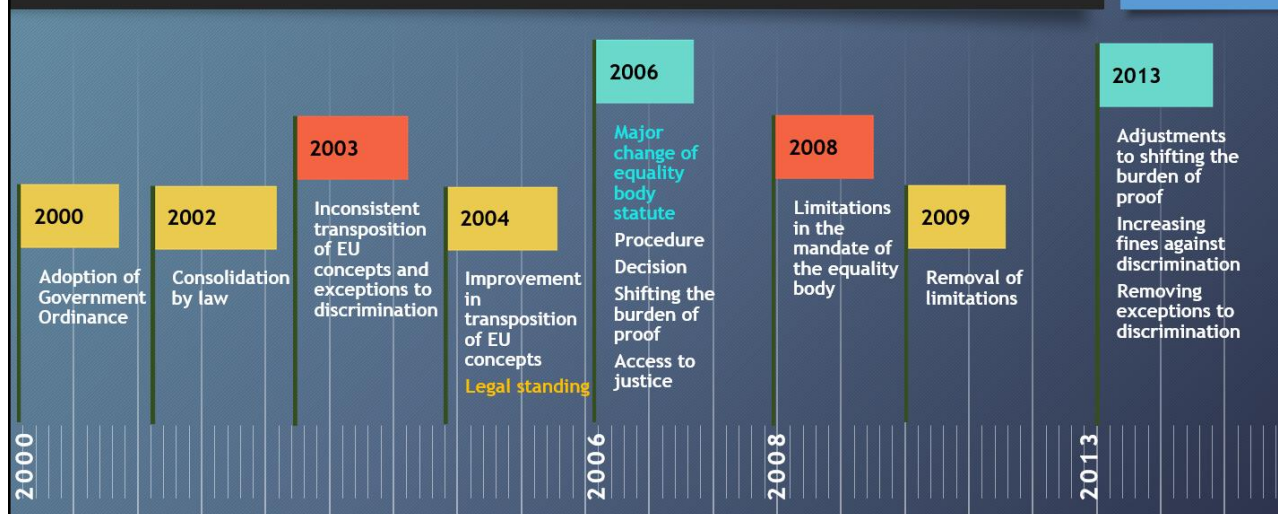 2000
Adoption of
Government
Ordinance
2002
Consolidation
by law
2003
Inconsistent
transposition
of EU
concepts and
exceptions to
discrimination
2004
Improvement
in
transposition
of EU
concepts
Legal standing
2006
Major
change of
equality
body
statute
Procedure
Decision
Shifting the
burden of
proof
Access to
justice
2008
Limitations
in the
mandate of
the equality
body
2009
Removal of
limitations
2013
Adjustments
to shifting the
burden of
proof
Increasing
fines against
discrimination
Removing
exceptions to
discrimination
2000
2006
2008
2013